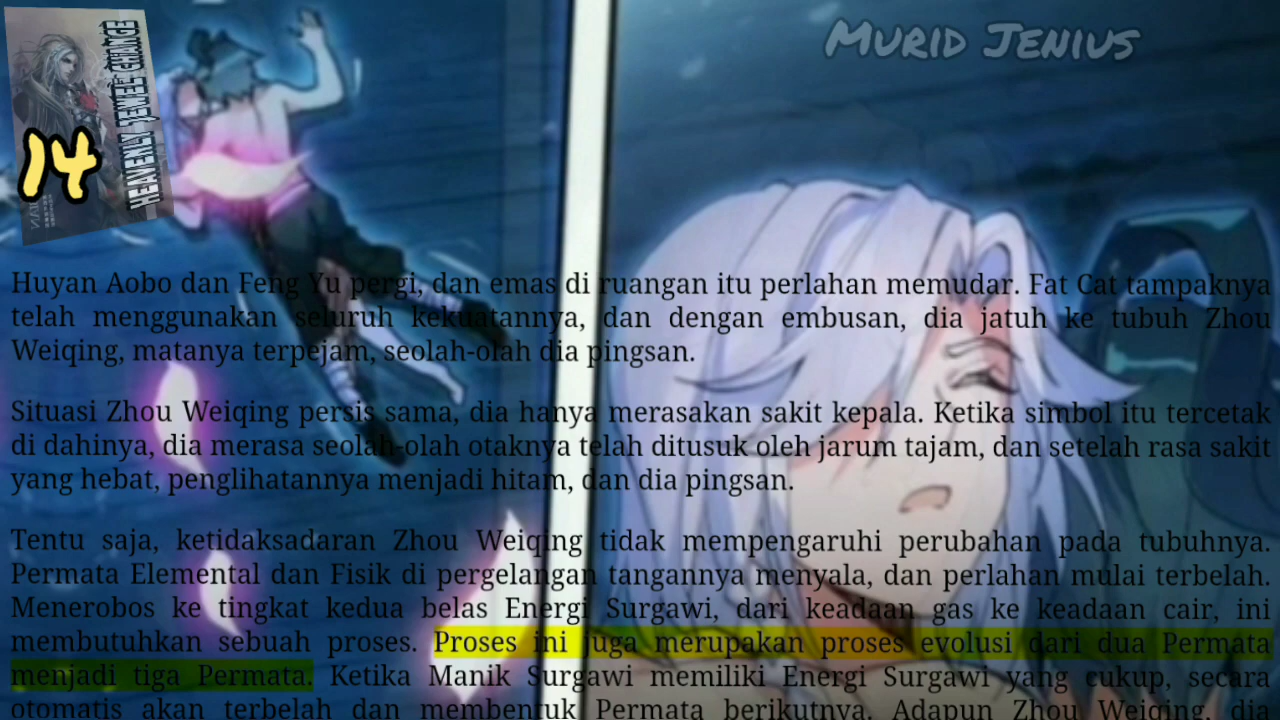 Murid Jenius
HEAVENLY JEWEL CHANGE
14
Huyan Aobo dan Feng Yu pergi, dan emas di ruangan itu perlahan memudar. Fat Cat tampaknya
telah menggunakan seluruh kekuatannya, dan dengan embusan, dia jatuh ke tubuh Zhou
Weiqing, matanya terpejam, seolah-olah dia pingsan.
Situasi Zhou Weiqing persis sama, dia hanya merasakan sakit kepala. Ketika simbol itu tercetak
di dahinya, dia merasa seolah-olah otaknya telah ditusuk oleh jarum tajam, dan setelah rasa sakit
yang hebat, penglihatannya menjadi hitam, dan dia pingsan.
Tentu saja, ketidaksadaran Zhou Weiqing tidak mempengaruhi perubahan pada tubuhnya.
Permata Elemental dan Fisik di pergelangan tangannya menyala, dan perlahan mulai terbelah.
Menerobos ke tingkat kedua belas Energi Surgawi, dari keadaan gas ke keadaan cair, ini
membutuhkan sebuah proses. Proses ini juga merupakan proses evolusi dari dua Permata
menjadi tiga Permata. Ketika Manik Surgawi memiliki Energi Surgawi yang cukup, secara
otomatis akan terbelah dan membentuk Permata berikutnya. Adapun Zhou Weiqing, dia